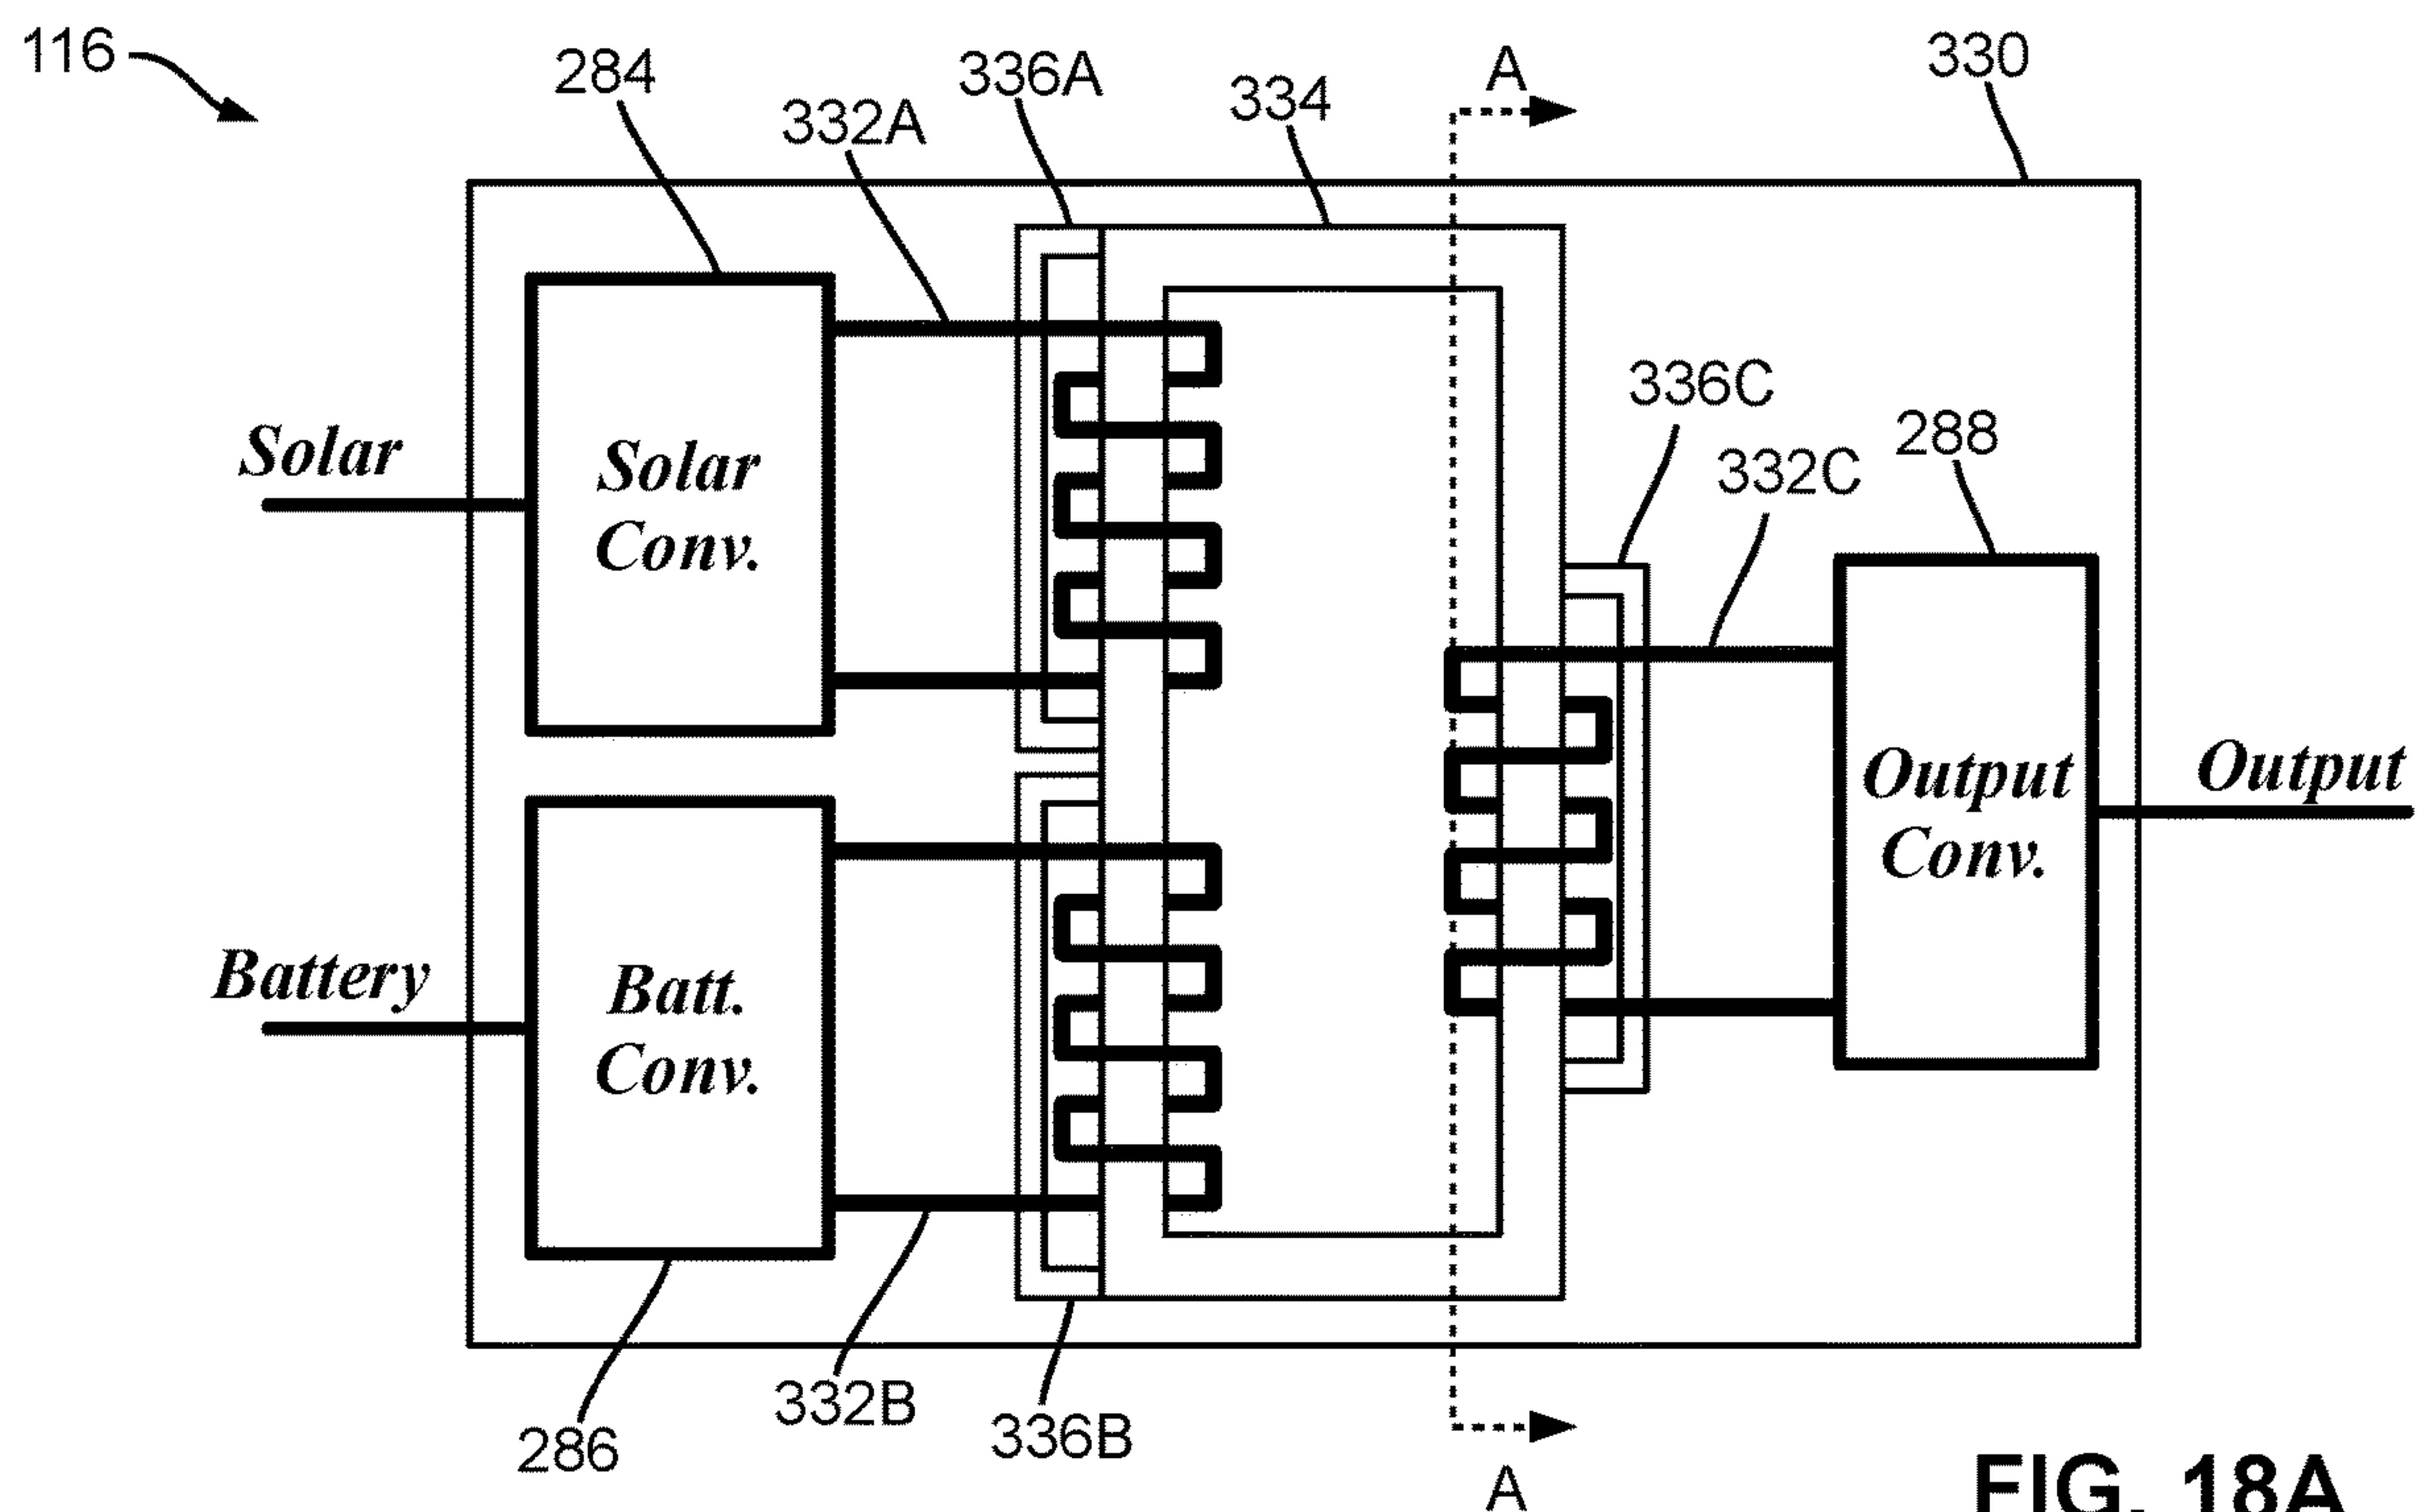 116
284
332A
336A
334
A
330
336C
332C
288
Solar
Solar
Conv.
Output
Conv.
Output
Battery
Batt.
Conv.
286
332B
336B
A
FIG. 18A